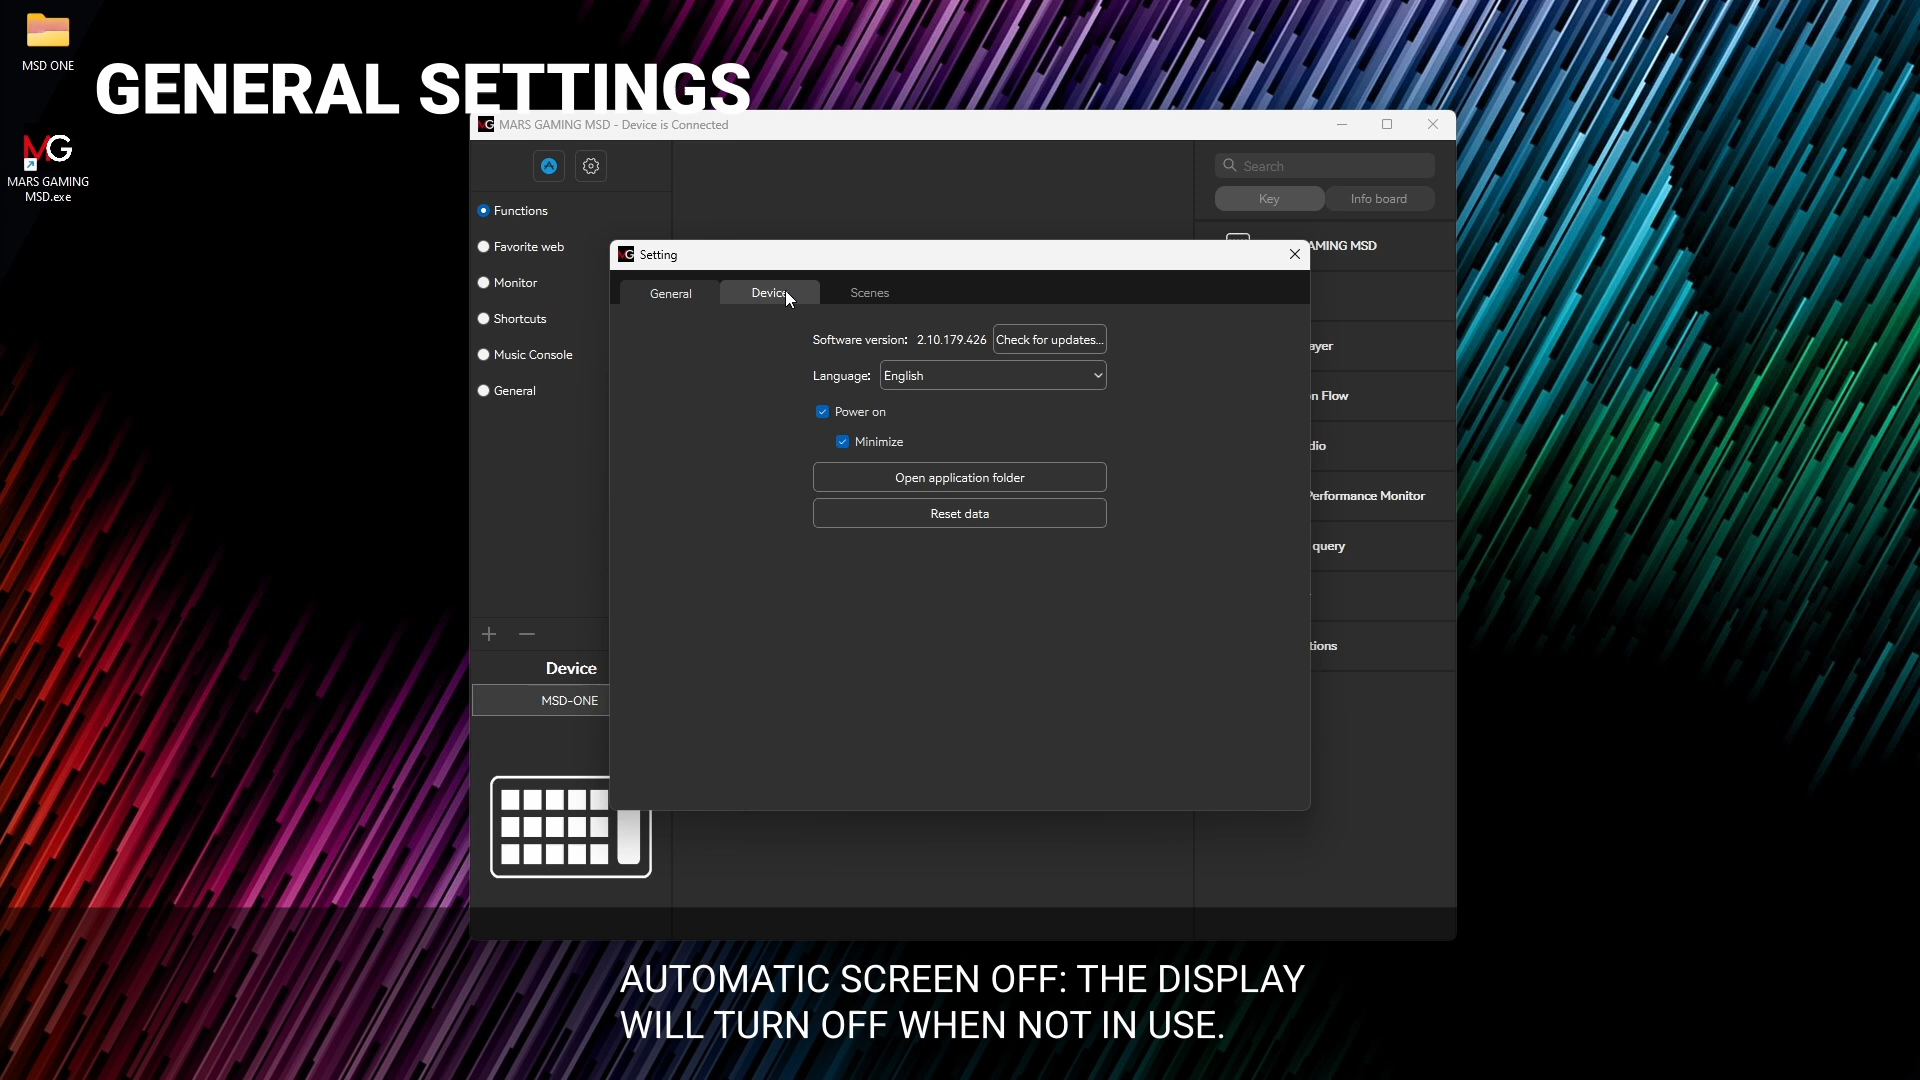 MSD ONE
GENERAL SETTINGS
MARS GAMING MSD - Device is Connected
MG
MARS GAMING
MSD.exe
Search
Key
Info board
Functions
Favorite web
Monitor
Shortcuts
Music Console
General
AMING MSD
ayer
n Flow
dio
Performance Monitor
query
tions
Setting
General
Device
Scenes
Software version: 2.10.179.426
Check for updates...
Language: English
Power on
Minimize
Open application folder
Reset data
Device
MSD-ONE
AUTOMATIC SCREEN OFF: THE DISPLAY
WILL TURN OFF WHEN NOT IN USE.